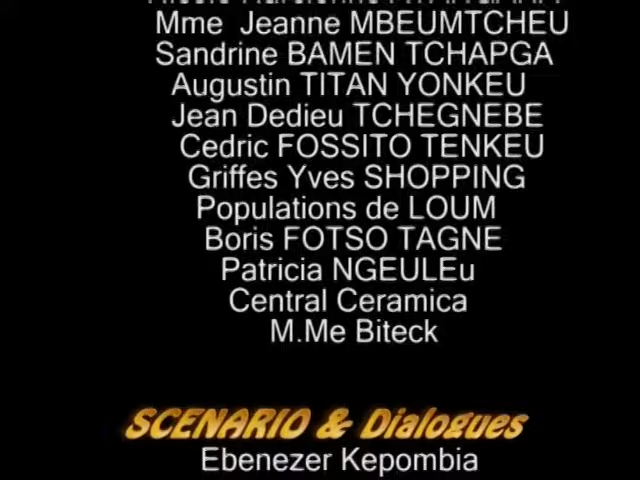 Mme Jeanne MBEUMTCHEU
Sandrine BAMEN TCHAPGA
Augustin TITAN YONKEU
Jean Dedieu TCHEGNEBE
Cedric FOSSITO TENKEU
Griffes Yves SHOPPING
Populations de LOUM
Boris FOTSO TAGNE
Patricia NGEULEu
Central Ceramica
M.Me Biteck
SCENARIO & Dialogues
Ebenezer Kepombia